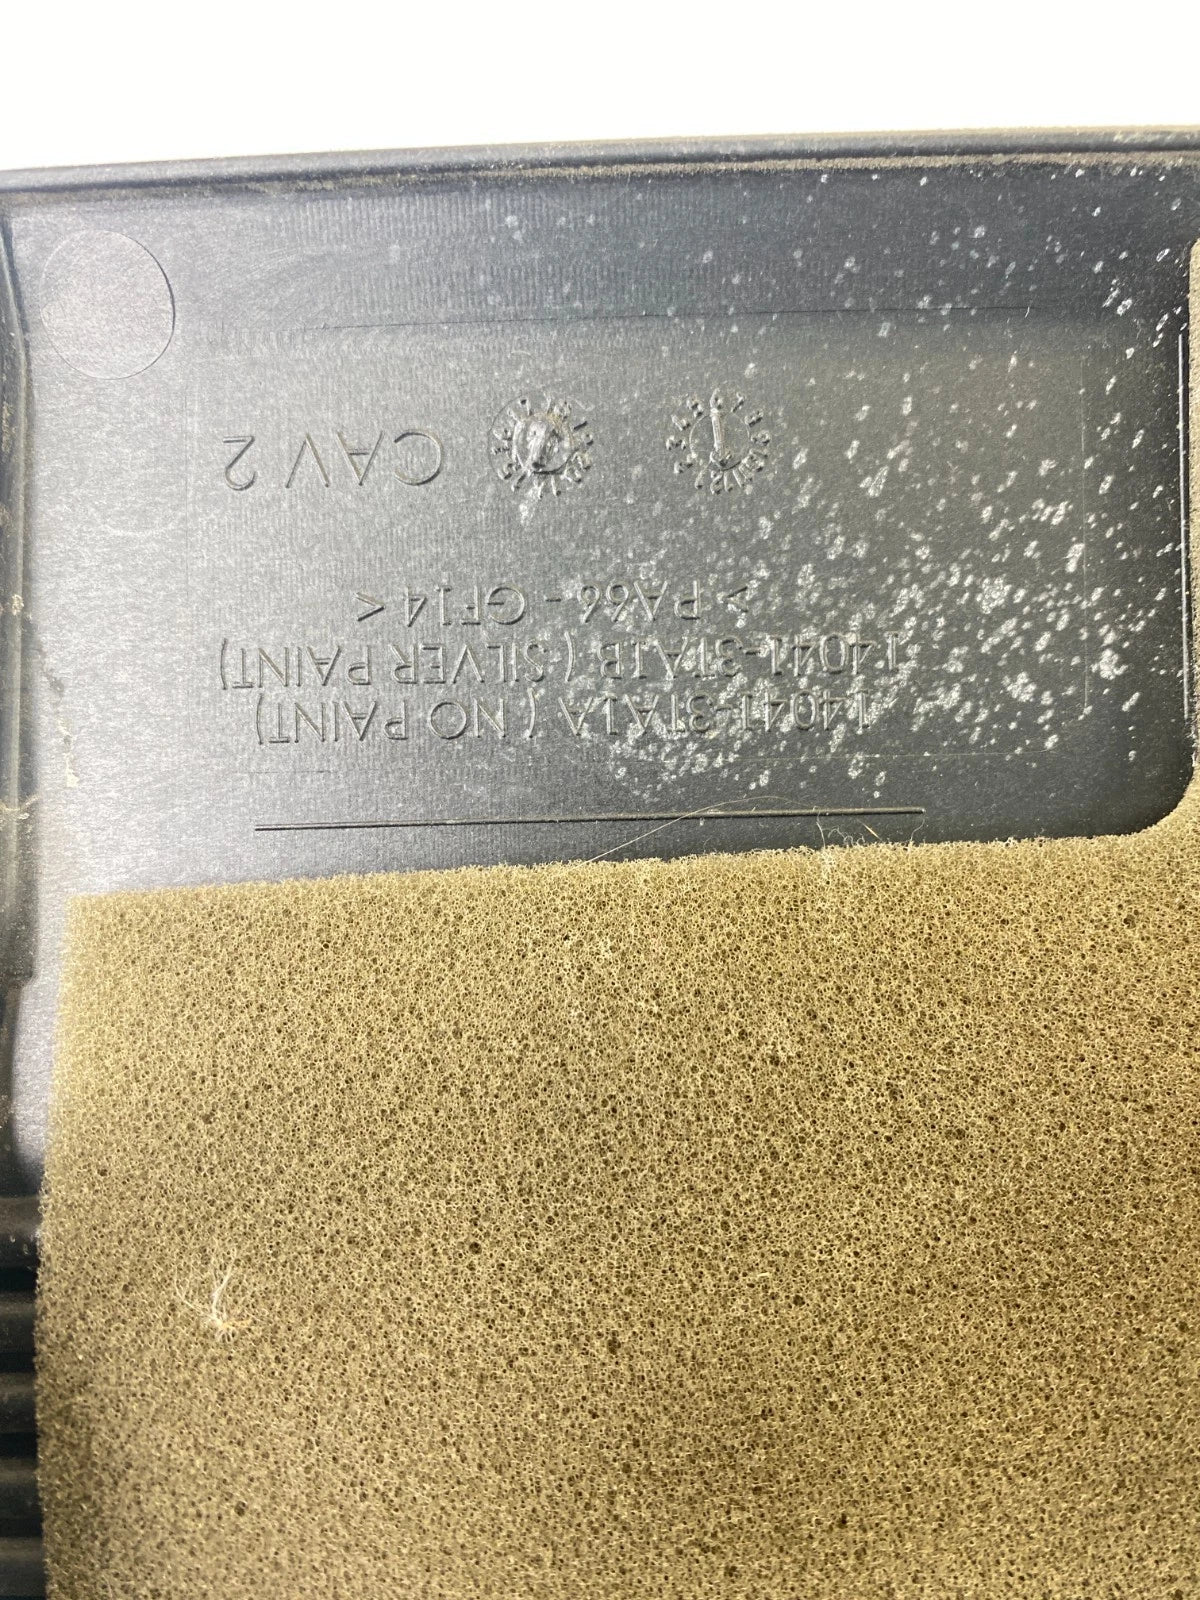 14041-3TA1A ( NO PAINT)
14041-3TA1B ( SILVER PAINT)
> PA66 - GF14 <
CAV 2